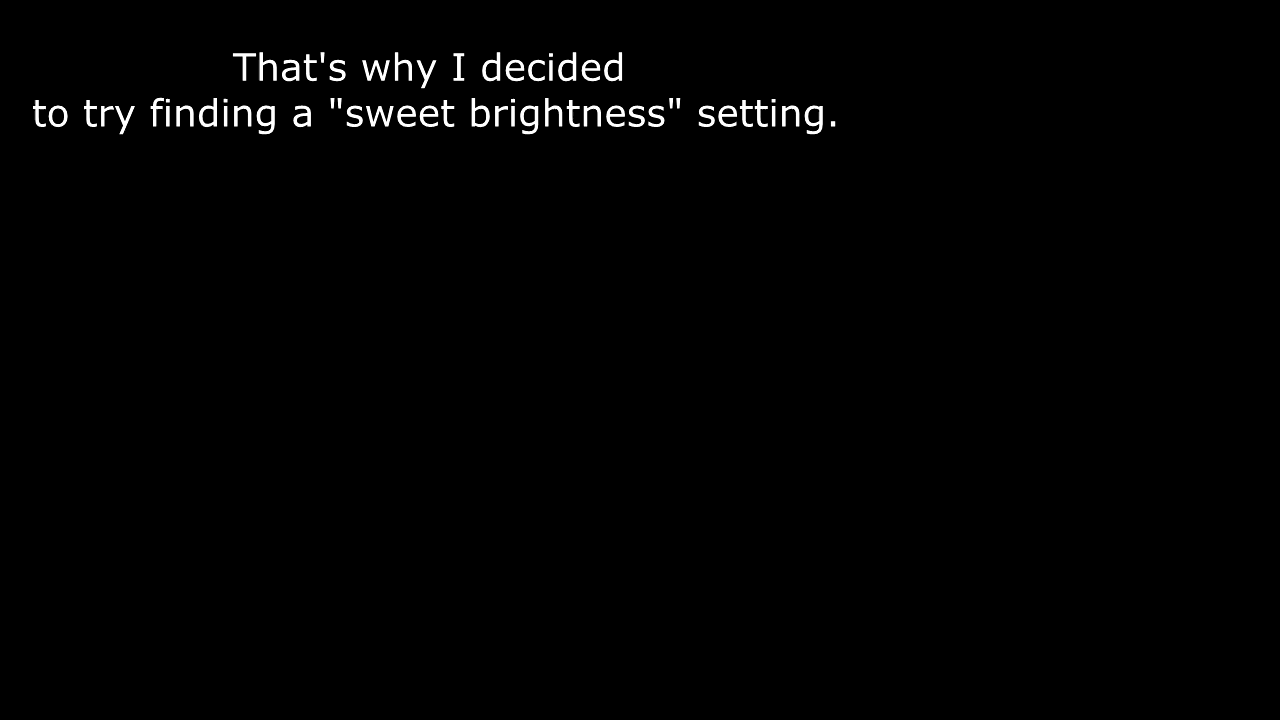 That's why I decided
to try finding a "sweet brightness" setting.